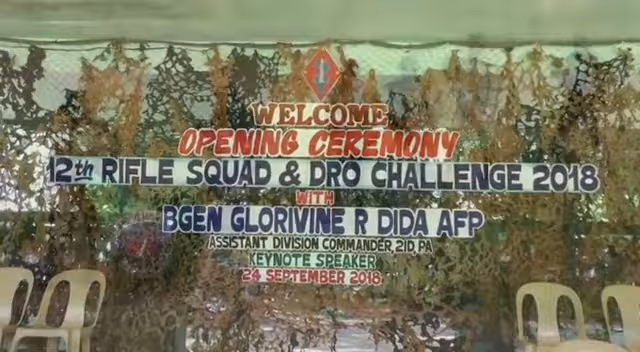 WELCOME
OPENING CEREMONY
12th RIFLE SQUAD & DRO CHALLENGE 2018
WITH
BGEN GLORIVINE R DIDA AFP
ASSISTANT DIVISION COMMANDER, 2ID, PA
KEYNOTE SPEAKER
24 SEPTEMBER 2018